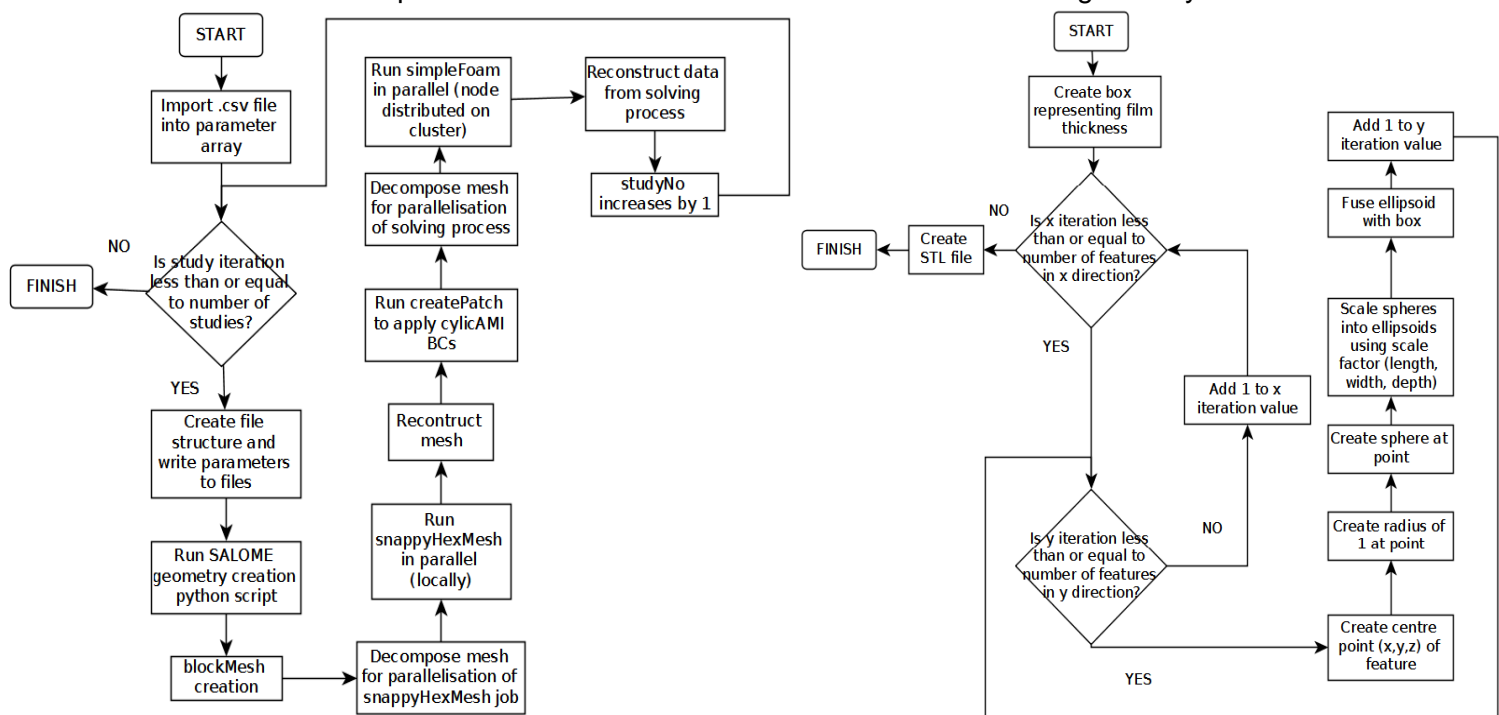 START
Import .csv file
into parameter
array
Is study iteration
less than or equal
to number of
studies?
NO
FINISH
YES
Create file
structure and
write parameters
to files
Run SALOME
geometry creation
python script
blockMesh
creation
Decompose mesh
for parallelisation of
snappyHexMesh job
Run
snappyHexMesh
in parallel
(locally)
Recontruct
mesh
Run createPatch
to apply cylicAMI
BCs
Decompose mesh
for parallelisation
of solving process
Run simpleFoam
in parallel (node
distributed on
cluster)
Reconstruct data
from solving
process
studyNo
increases by 1
START
Create box
representing film
thickness
Is x iteration less
than or equal to
number of features
in x direction?
NO
Create
STL file
FINISH
YES
Is y iteration less
than or equal to
number of features
in y direction?
NO
Add 1 to x
iteration value
YES
Create centre
point (x,y,z) of
feature
Create radius of
1 at point
Create sphere at
point
Scale spheres
into ellipsoids
using scale
factor (length,
width, depth)
Fuse ellipsoid
with box
Add 1 to y
iteration value